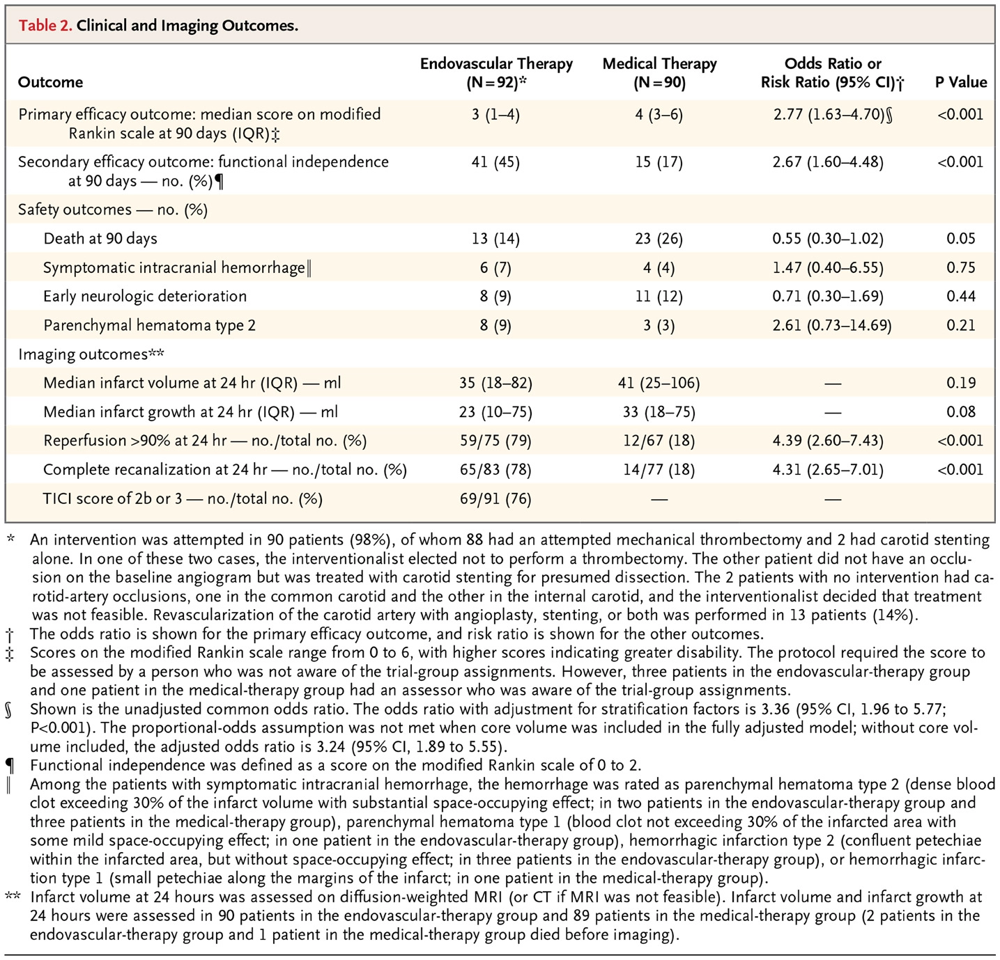 Table 2. Clinical and Imaging Outcomes.
Outcome Endovascular Therapy (N = 92)* Medical Therapy (N = 90) Odds Ratio or Risk Ratio (95% CI)† P Value
Primary efficacy outcome: median score on modified Rankin scale at 90 days (IQR)‡ 3 (1–4) 4 (3–6) 2.77 (1.63–4.70)§ <0.001
Secondary efficacy outcome: functional independence at 90 days — no. (%)¶ 41 (45) 15 (17) 2.67 (1.60–4.48) <0.001
Safety outcomes — no. (%)
Death at 90 days 13 (14) 23 (26) 0.55 (0.30–1.02) 0.05
Symptomatic intracranial hemorrhage‖ 6 (7) 4 (4) 1.47 (0.40–6.55) 0.75
Early neurologic deterioration 8 (9) 11 (12) 0.71 (0.30–1.69) 0.44
Parenchymal hematoma type 2 8 (9) 3 (3) 2.61 (0.73–14.69) 0.21
Imaging outcomes**
Median infarct volume at 24 hr (IQR) — ml 35 (18–82) 41 (25–106) — 0.19
Median infarct growth at 24 hr (IQR) — ml 23 (10–75) 33 (18–75) — 0.08
Reperfusion >90% at 24 hr — no./total no. (%) 59/75 (79) 12/67 (18) 4.39 (2.60–7.43) <0.001
Complete recanalization at 24 hr — no./total no. (%) 65/83 (78) 14/77 (18) 4.31 (2.65–7.01) <0.001
TICI score of 2b or 3 — no./total no. (%) 69/91 (76) — —
* An intervention was attempted in 90 patients (98%), of whom 88 had an attempted mechanical thrombectomy and 2 had carotid stenting
alone. In one of these two cases, the interventionalist elected not to perform a thrombectomy. The other patient did not have an occlu-
sion on the baseline angiogram but was treated with carotid stenting for presumed dissection. The 2 patients with no intervention had ca-
rotid-artery occlusions, one in the common carotid and the other in the internal carotid, and the interventionalist decided that treatment
was not feasible. Revascularization of the carotid artery with angioplasty, stenting, or both was performed in 13 patients (14%).
† The odds ratio is shown for the primary efficacy outcome, and risk ratio is shown for the other outcomes.
‡ Scores on the modified Rankin scale range from 0 to 6, with higher scores indicating greater disability. The protocol required the score to
be assessed by a person who was not aware of the trial-group assignments. However, three patients in the endovascular-therapy group
and one patient in the medical-therapy group had an assessor who was aware of the trial-group assignments.
§ Shown is the unadjusted common odds ratio. The odds ratio with adjustment for stratification factors is 3.36 (95% CI, 1.96 to 5.77;
P<0.001). The proportional-odds assumption was not met when core volume was included in the fully adjusted model; without core vol-
ume included, the adjusted odds ratio is 3.24 (95% CI, 1.89 to 5.55).
¶ Functional independence was defined as a score on the modified Rankin scale of 0 to 2.
‖ Among the patients with symptomatic intracranial hemorrhage, the hemorrhage was rated as parenchymal hematoma type 2 (dense blood
clot exceeding 30% of the infarct volume with substantial space-occupying effect; in two patients in the endovascular-therapy group and
three patients in the medical-therapy group), parenchymal hematoma type 1 (blood clot not exceeding 30% of the infarcted area with
some mild space-occupying effect; in one patient in the endovascular-therapy group), hemorrhagic infarction type 2 (confluent petechiae
within the infarcted area, but without space-occupying effect; in three patients in the endovascular-therapy group), or hemorrhagic infarc-
tion type 1 (small petechiae along the margins of the infarct; in one patient in the medical-therapy group).
** Infarct volume at 24 hours was assessed on diffusion-weighted MRI (or CT if MRI was not feasible). Infarct volume and infarct growth at
24 hours were assessed in 90 patients in the endovascular-therapy group and 89 patients in the medical-therapy group (2 patients in the
endovascular-therapy group and 1 patient in the medical-therapy group died before imaging).